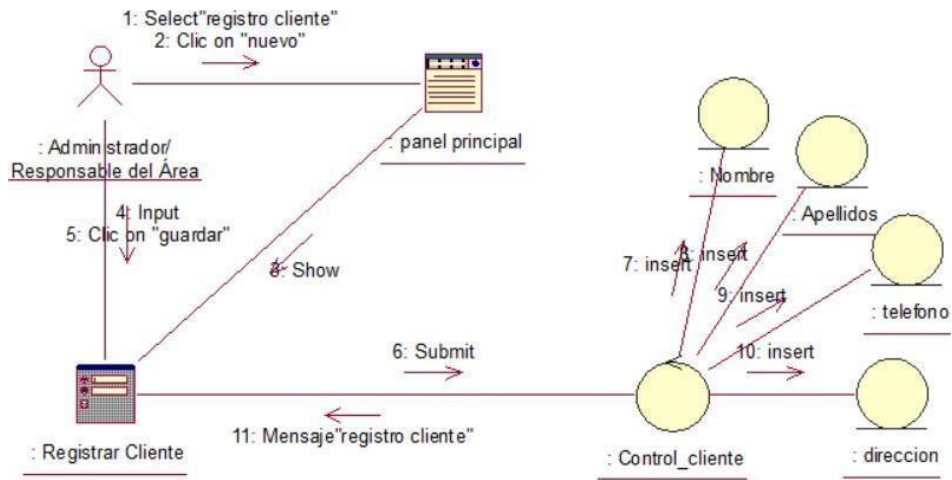 1: Select"registro cliente"
2: Clic on "nuevo"
: Administrador/
Responsable del Área
: panel principal
: Nombre
: Apellidos
: telefono
: direccion
4: Input
5: Clic on "guardar"
3: Show
7: insert
8: insert
9: insert
10: insert
6: Submit
11: Mensaje"registro cliente"
: Registrar Cliente
: Control_cliente